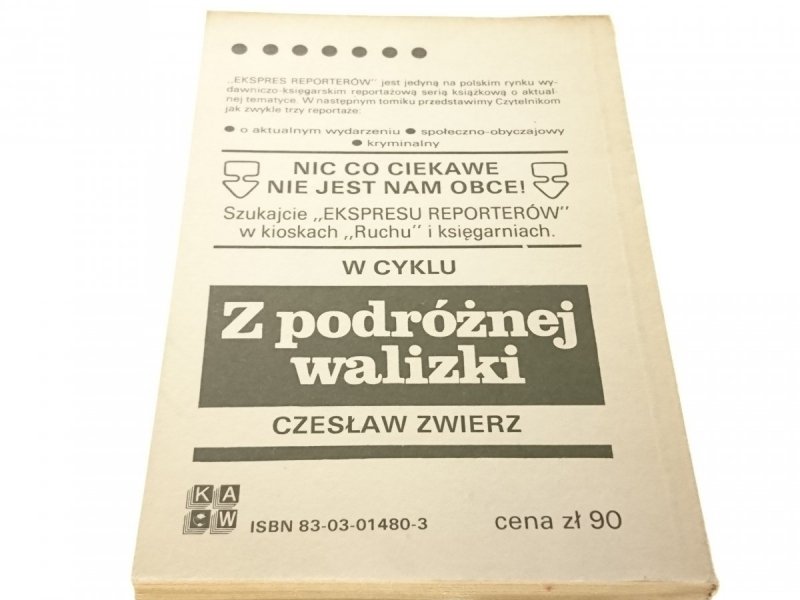 „EKSPRES REPORTERÓW” jest jedyną na polskim rynku wy-
dawniczo-księgarskim reportażową serią książkową o aktual-
nej tematyce. W następnym tomiku przedstawimy Czytelnikom
jak zwykle trzy reportaże:
● o aktualnym wydarzeniu ● społeczno-obyczajowy
● kryminalny
NIC CO CIEKAWE
NIE JEST NAM OBCE!
Szukajcie „EKSPRESU REPORTERÓW”
w kioskach „Ruchu” i księgarniach.
W CYKLU
Z podróżnej
walizki
CZESŁAW ZWIERZ
KAW
ISBN 83-03-01480-3 cena zł 90